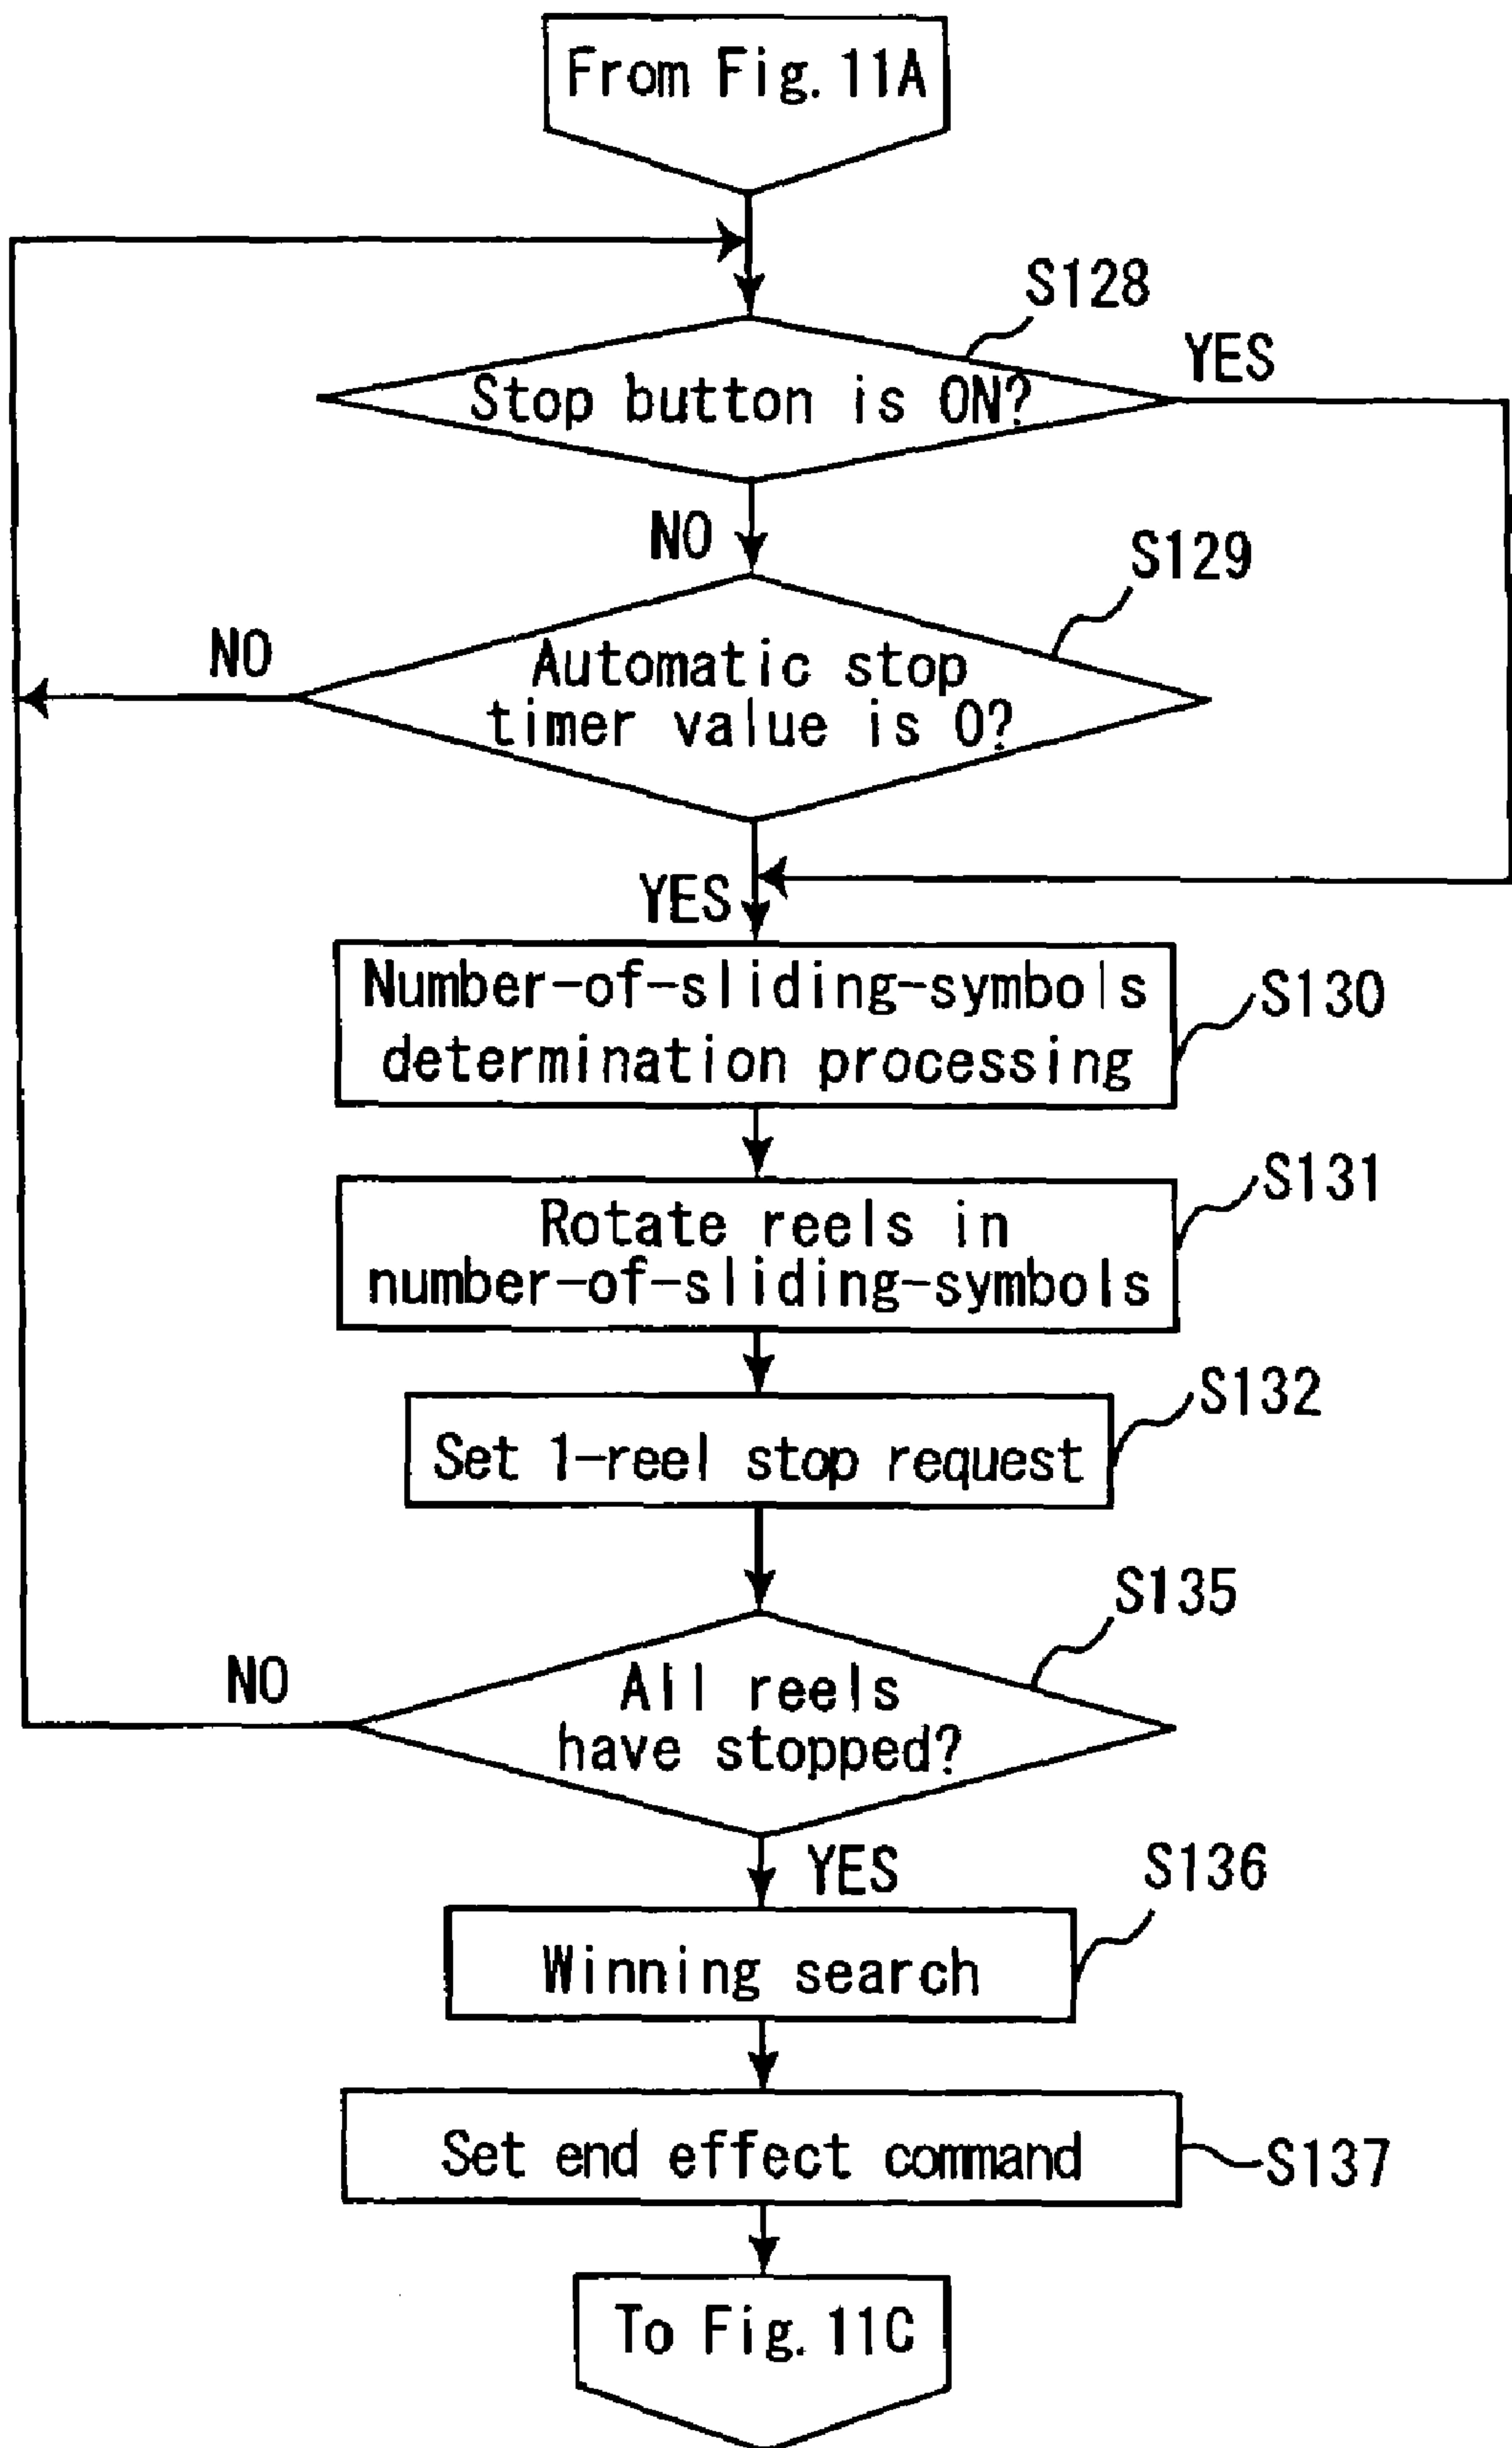 From Fig. 11A
S128
YES
Stop button is ON?
NO
S129
NO
Automatic stop
timer value is 0?
YES
Number-of-sliding-symbols
determination processing
S130
Rotate reels in
number-of-sliding-symbols
S131
Set 1-reel stop request
S132
S135
NO
All reels
have stopped?
YES
S136
Winning search
Set end effect command
S137
To Fig. 11C